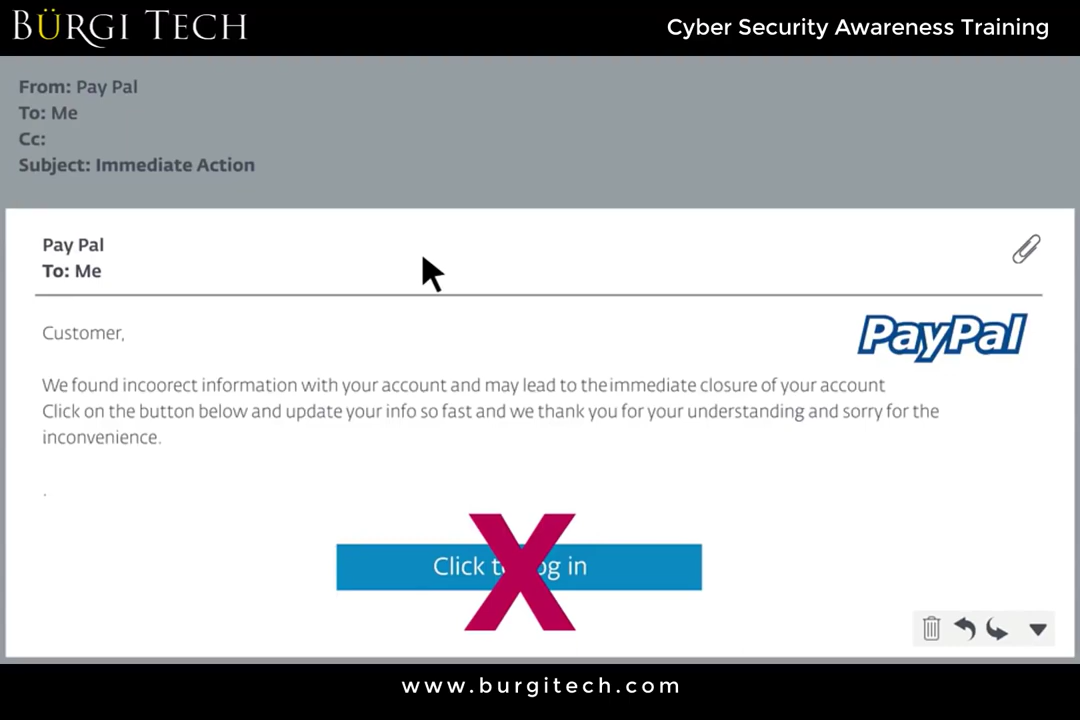 BÜRGI TECH
Cyber Security Awareness Training
From: Pay Pal
To: Me
Cc:
Subject: Immediate Action
Pay Pal
To: Me
Customer,
PayPal
We found incoorect information with your account and may lead to the immediate closure of your account
Click on the button below and update your info so fast and we thank you for your understanding and sorry for the
inconvenience.
.
Click to log in
X
www.burgitech.com